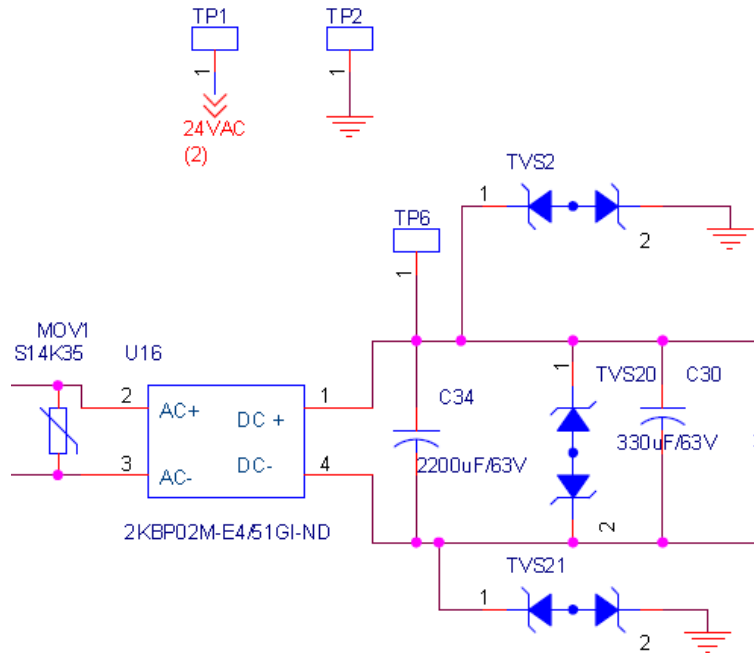 TP1
TP2
1
1
24VAC
(2)
TVS2
1
2
TP6
1
MOV1
S14K35
U16
2
AC+
DC +
1
3
AC-
DC-
4
C34
2200uF/63V
1
TVS20
C30
330uF/63V
2
2KBP02M-E4/51GI-ND
TVS21
1
2